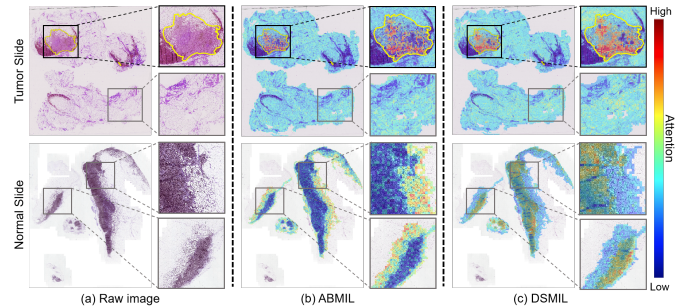 High
Tumor Slide
Attention
Normal Slide
Low
(a) Raw image
(b) ABMIL
(c) DSMIL